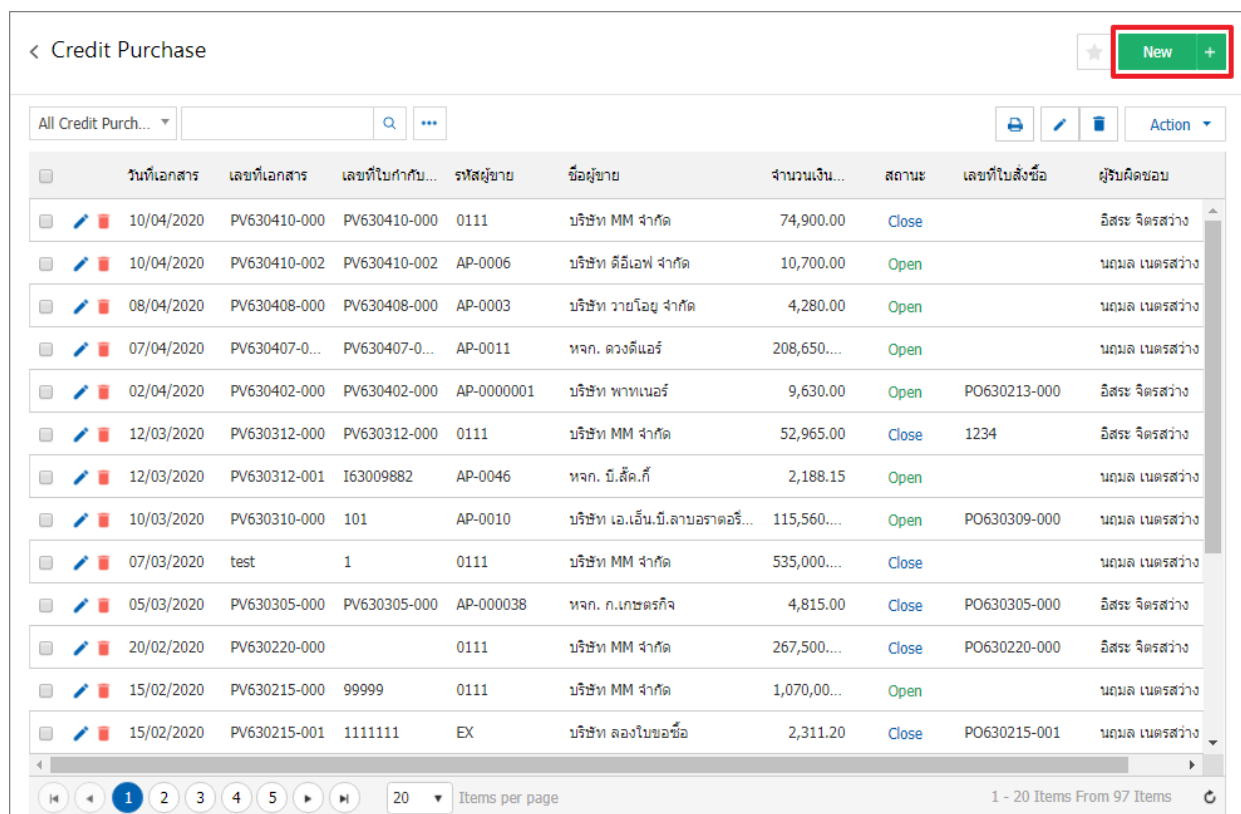 Credit Purchase
New +
All Credit Purch... Action
วันที่เอกสาร เลขที่เอกสาร เลขที่ใบกำกับ... รหัสผู้ขาย ชื่อผู้ขาย จำนวนเงิน... สถานะ เลขที่ใบสั่งซื้อ ผู้รับผิดชอบ
10/04/2020 PV630410-000 PV630410-000 0111 บริษัท MM จำกัด 74,900.00 Close อิสระ จิตรสว่าง
10/04/2020 PV630410-002 PV630410-002 AP-0006 บริษัท ดีอีเอฟ จำกัด 10,700.00 Open นฤมล เนตรสว่าง
08/04/2020 PV630408-000 PV630408-000 AP-0003 บริษัท วายโอยู จำกัด 4,280.00 Open นฤมล เนตรสว่าง
07/04/2020 PV630407-0... PV630407-0... AP-0011 หจก. ดวงดีแอร์ 208,650.... Open นฤมล เนตรสว่าง
02/04/2020 PV630402-000 PV630402-000 AP-0000001 บริษัท พาทเนอร์ 9,630.00 Open PO630213-000 อิสระ จิตรสว่าง
12/03/2020 PV630312-000 PV630312-000 0111 บริษัท MM จำกัด 52,965.00 Close 1234 อิสระ จิตรสว่าง
12/03/2020 PV630312-001 I63009882 AP-0046 หจก. บี.ลั๊ค.กี้ 2,188.15 Open นฤมล เนตรสว่าง
10/03/2020 PV630310-000 101 AP-0010 บริษัท เอ.เอ็น.บี.ลาบอราตอรี่... 115,560.... Open PO630309-000 นฤมล เนตรสว่าง
07/03/2020 test 1 0111 บริษัท MM จำกัด 535,000.... Close นฤมล เนตรสว่าง
05/03/2020 PV630305-000 PV630305-000 AP-000038 หจก. ก.เกษตรกิจ 4,815.00 Close PO630305-000 อิสระ จิตรสว่าง
20/02/2020 PV630220-000 0111 บริษัท MM จำกัด 267,500.... Close PO630220-000 อิสระ จิตรสว่าง
15/02/2020 PV630215-000 99999 0111 บริษัท MM จำกัด 1,070,00... Open นฤมล เนตรสว่าง
15/02/2020 PV630215-001 1111111 EX บริษัท ลองใบขอซื้อ 2,311.20 Close PO630215-001 นฤมล เนตรสว่าง
1 2 3 4 5 20 Items per page 1 - 20 Items From 97 Items